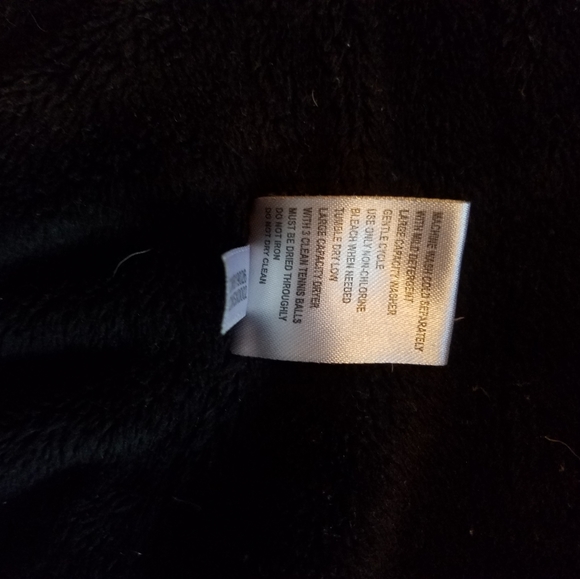 MACHINE WASH COLD SEPARATELY
WITH MILD DETERGENT
LARGE CAPACITY WASHER
GENTLE CYCLE
USE ONLY NON-CHLORINE
BLEACH WHEN NEEDED
TUMBLE DRY LOW
LARGE CAPACITY DRYER
WITH 3 CLEAN TENNIS BALLS
MUST BE DRIED THROUGHLY
DO NOT IRON
DO NOT DRY CLEAN